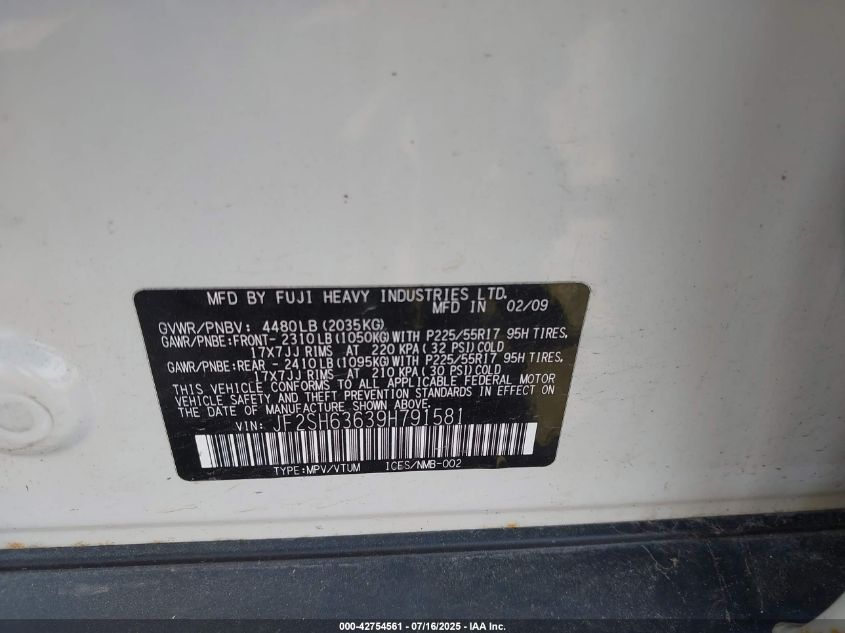 MFD BY FUJI HEAVY INDUSTRIES LTD.
MFD IN 02/09
GVWR/PNBV: 4480LB(2035KG)
GAWR/PNBE:FRONT- 2310LB(1050KG)WITH P225/55R17 95H TIRES,
17X7JJ RIMS AT 220 KPA( 32 PSI)COLD
GAWR/PNBE:REAR - 2410LB(1095KG)WITH P225/55R17 95H TIRES,
17X7JJ RIMS AT 210 KPA( 30 PSI)COLD
THIS VEHICLE CONFORMS TO ALL APPLICABLE FEDERAL MOTOR
VEHICLE SAFETY AND THEFT PREVENTION STANDARDS IN EFFECT ON
THE DATE OF MANUFACTURE SHOWN ABOVE.
VIN: JF2SH63639H791581
TYPE:MPV/VTUM ICES/NMB-002
000-42754561 - 07/16/2025 - IAA Inc.